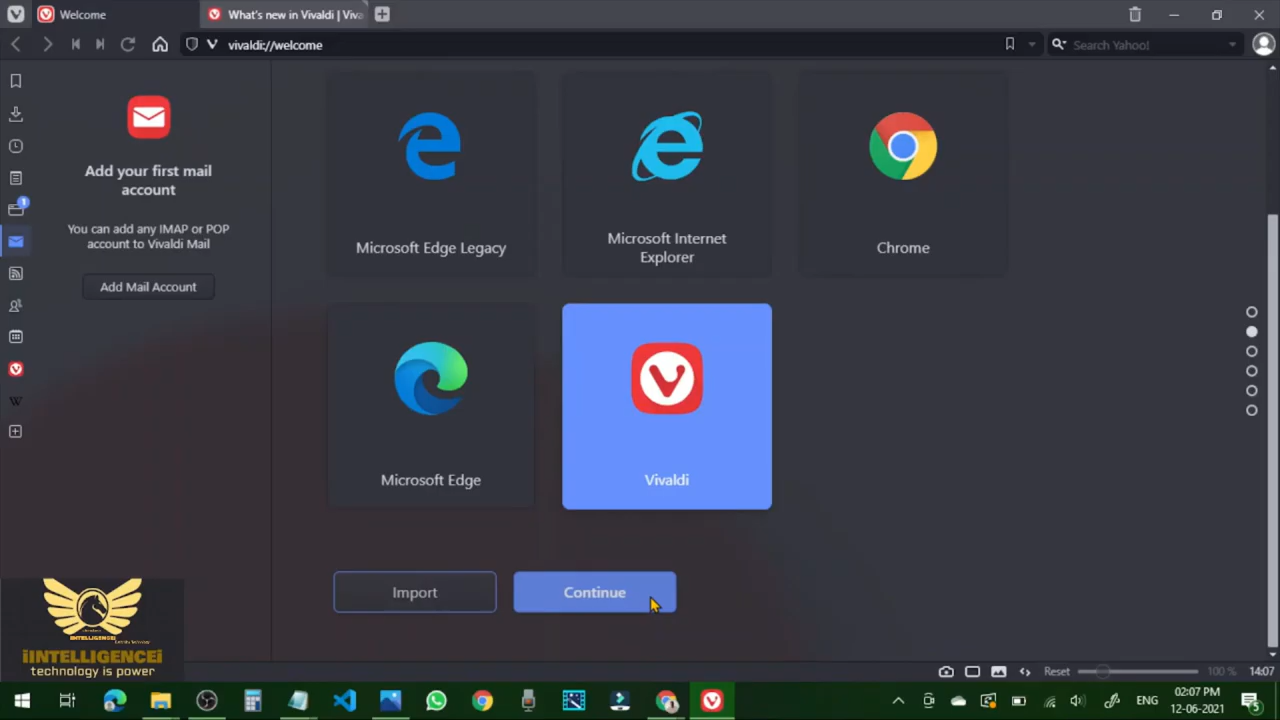 Welcome
What's new in Vivaldi | Viva
vivaldi://welcome
Search Yahoo!
1
Add your first mail
account
You can add any IMAP or POP
account to Vivaldi Mail
Add Mail Account
Microsoft Edge Legacy
Microsoft Internet
Explorer
Chrome
Microsoft Edge
Vivaldi
Import
Continue
iINTELLIGENCEi
technology is power
Reset
100 %
14:07
ENG
02:07 PM
12-06-2021
5